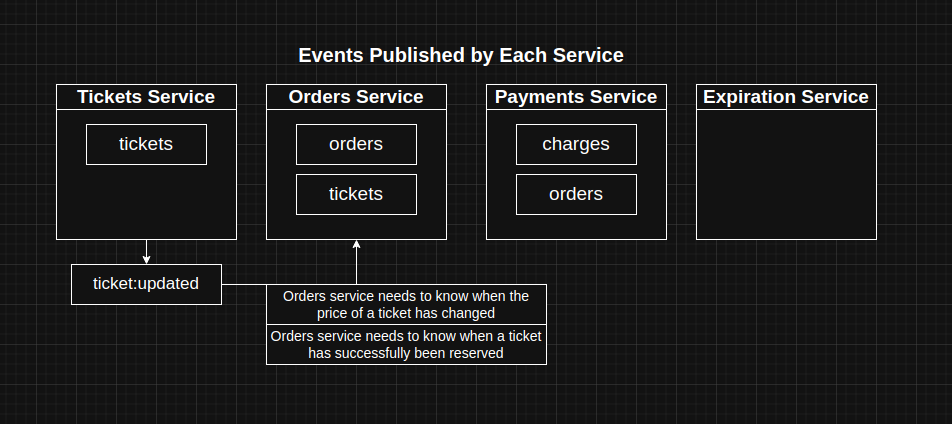 Events Published by Each Service
Tickets Service
Orders Service
Payments Service
Expiration Service
tickets
orders
tickets
charges
orders
ticket:updated
Orders service needs to know when the
price of a ticket has changed
Orders service needs to know when a ticket
has successfully been reserved